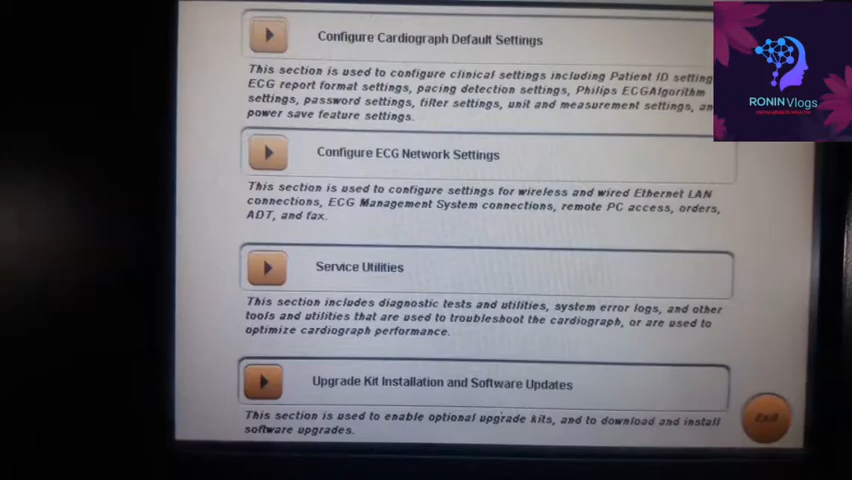 Configure Cardiograph Default Settings
This section is used to configure clinical settings including Patient ID setting
ECG report format settings, pacing detection settings, Philips ECGAlgorithm
settings, password settings, filter settings, unit and measurement settings, an
power save feature settings.
Configure ECG Network Settings
This section is used to configure settings for wireless and wired Ethernet LAN
connections, ECG Management System connections, remote PC access, orders,
ADT, and fax.
Service Utilities
This section includes diagnostic tests and utilities, system error logs, and other
tools and utilities that are used to troubleshoot the cardiograph, or are used to
optimize cardiograph performance.
Upgrade Kit Installation and Software Updates
This section is used to enable optional upgrade kits, and to download and install
software upgrades.
Exit
RONIN Vlogs